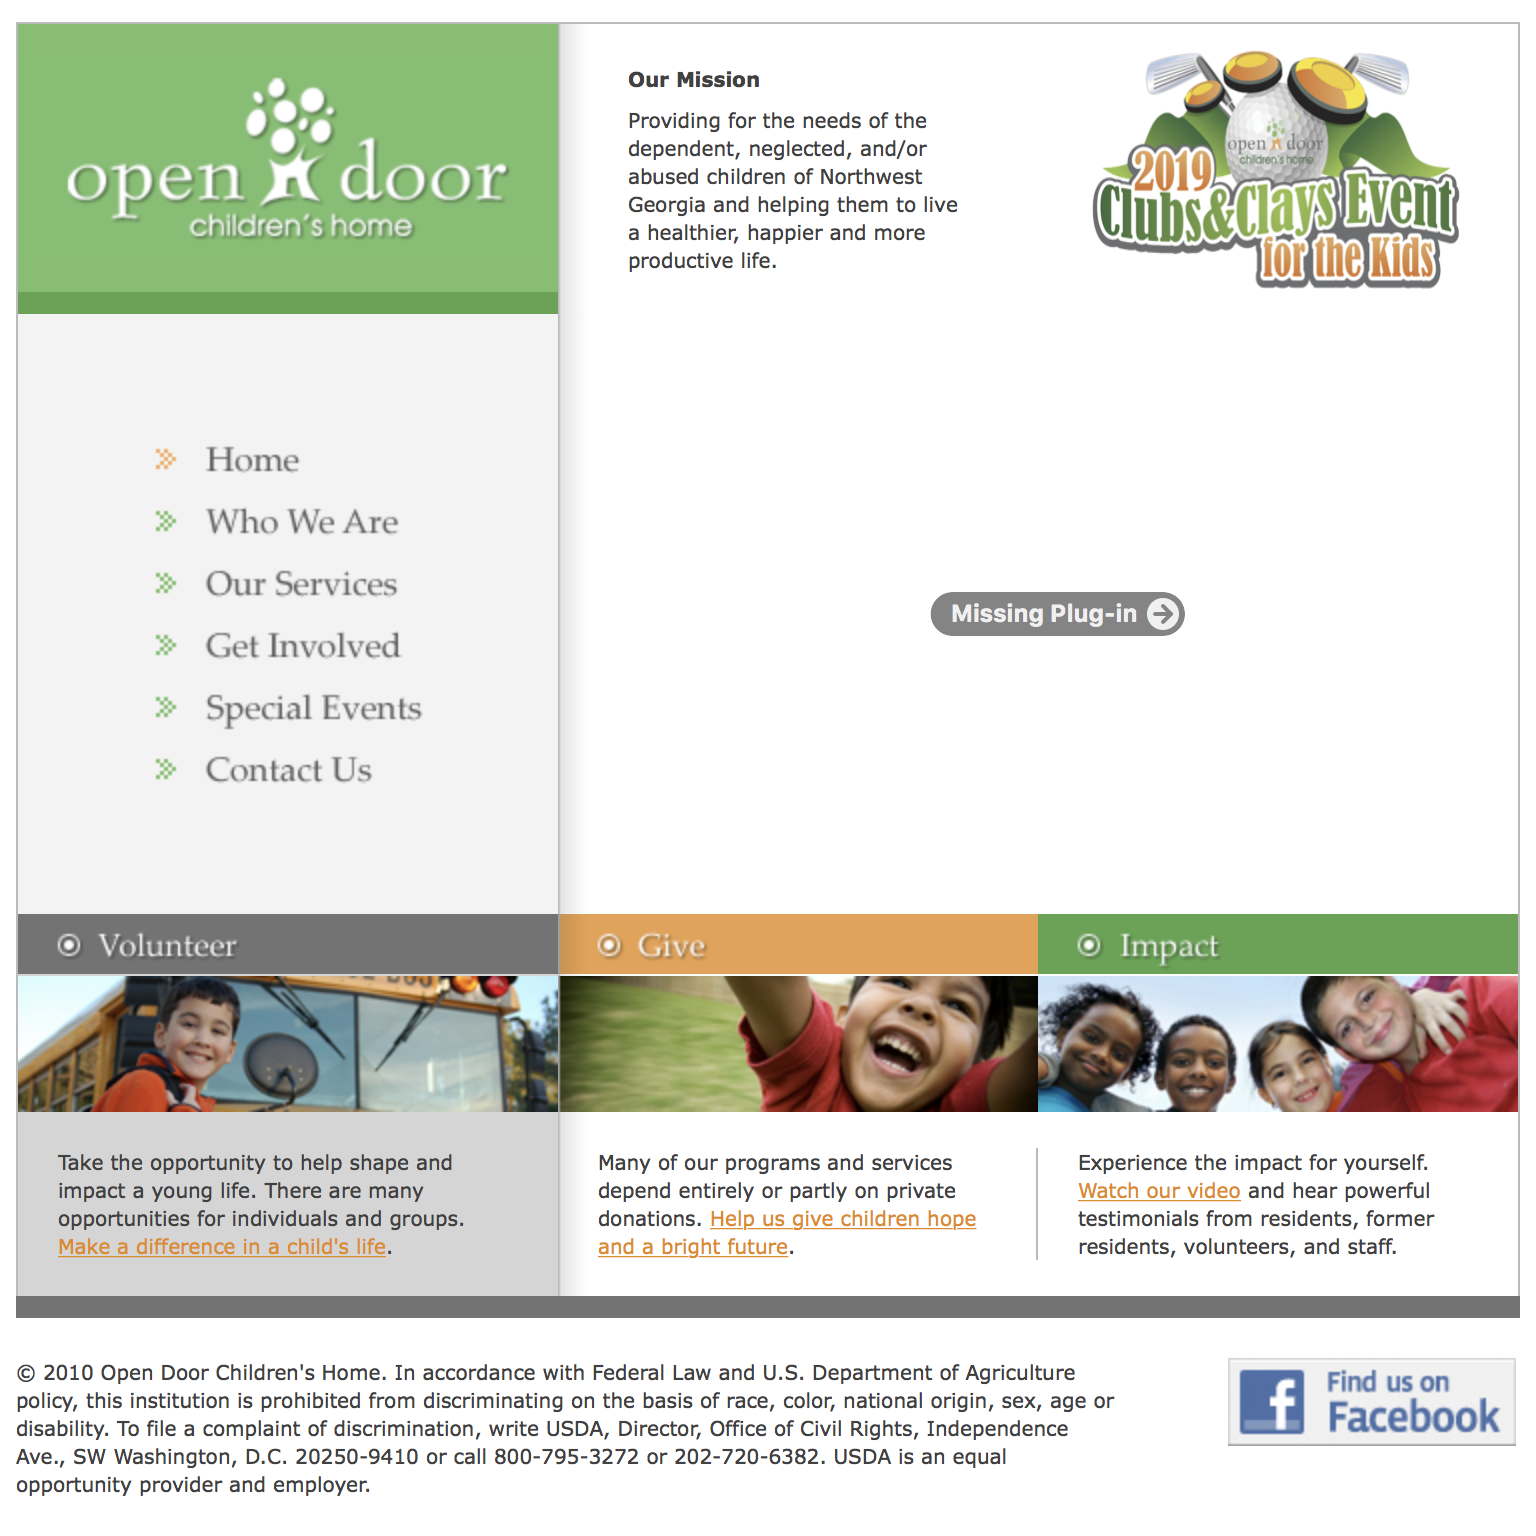 open door
children's home
Our Mission
Providing for the needs of the
dependent, neglected, and/or
abused children of Northwest
Georgia and helping them to live
a healthier, happier and more
productive life.
open door
children's home
2019
Clubs&Clays Event
for the Kids
Home
Who We Are
Our Services
Get Involved
Special Events
Contact Us
Missing Plug-in
Volunteer
Give
Impact
Take the opportunity to help shape and
impact a young life. There are many
opportunities for individuals and groups.
Make a difference in a child's life.
Many of our programs and services
depend entirely or partly on private
donations. Help us give children hope
and a bright future.
Experience the impact for yourself.
Watch our video and hear powerful
testimonials from residents, former
residents, volunteers, and staff.
© 2010 Open Door Children's Home. In accordance with Federal Law and U.S. Department of Agriculture
policy, this institution is prohibited from discriminating on the basis of race, color, national origin, sex, age or
disability. To file a complaint of discrimination, write USDA, Director, Office of Civil Rights, Independence
Ave., SW Washington, D.C. 20250-9410 or call 800-795-3272 or 202-720-6382. USDA is an equal
opportunity provider and employer.
f
Find us on
Facebook